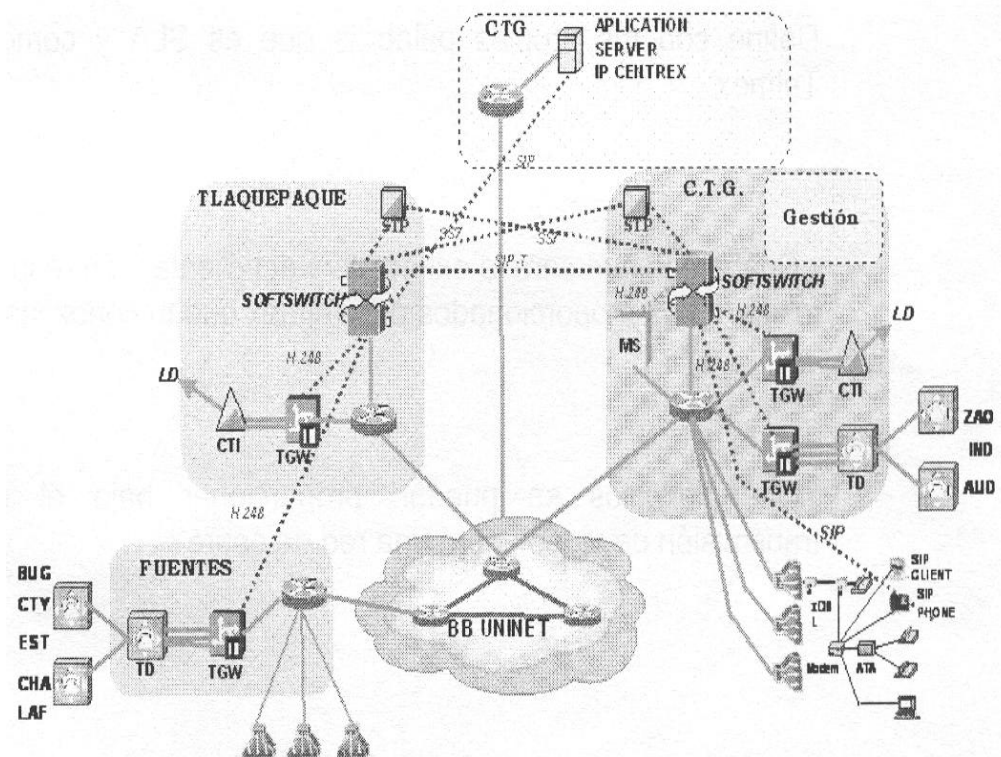 CTG
APLICATION
SERVER
IP CENTREX
SIP
TLAQUEPAQUE
C.T.G.
Gestión
STP
STP
SS7
SS7
SIP-T
SOFTSWITCH
SOFTSWITCH
H.248
H.248
H.248
H.248
H.248
MS
LD
LD
CTI
TGW
TGW
CTI
TGW
TD
ZAO
IND
AUD
SIP
FUENTES
BUG
CTY
EST
CHA
LAF
TD
TGW
BB UNINET
SIP
CLIENT
SIP
PHONE
Modem
ATA